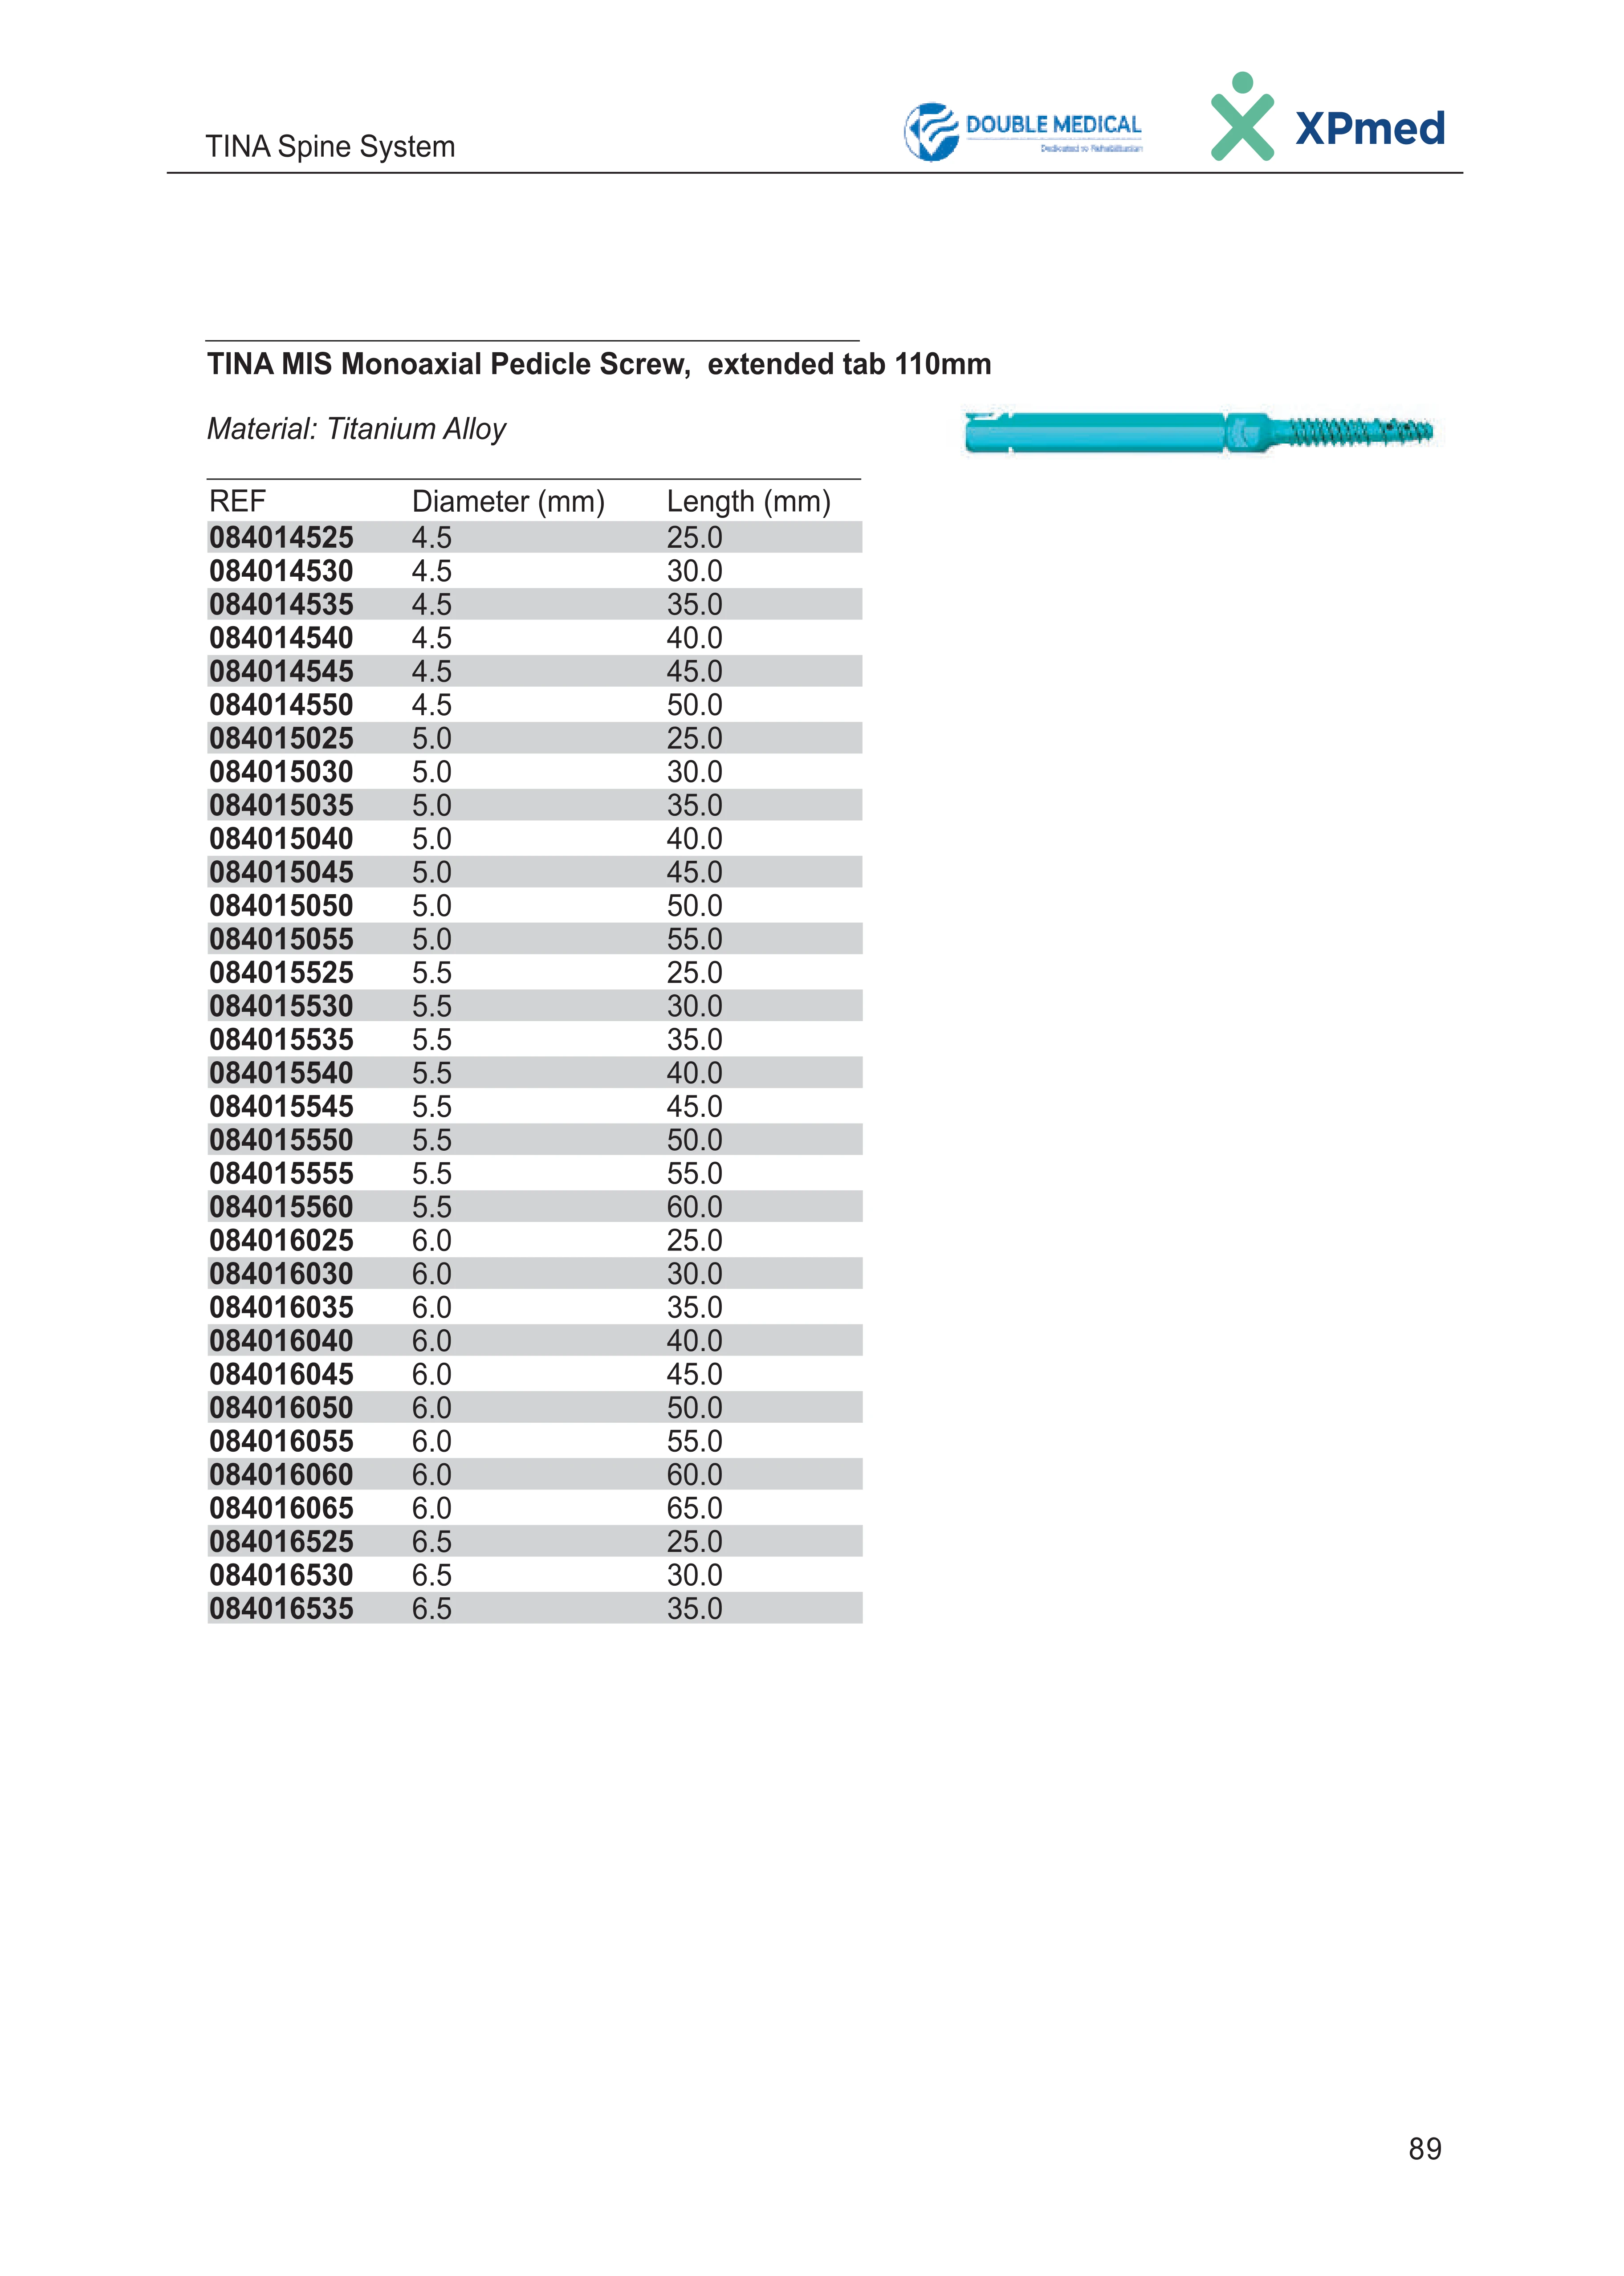 TINA Spine System
DOUBLE MEDICAL
Dedicated to Rehabilitation
XPmed
TINA MIS Monoaxial Pedicle Screw,  extended tab 110mm
Material: Titanium Alloy
REF Diameter (mm) Length (mm)
084014525 4.5 25.0
084014530 4.5 30.0
084014535 4.5 35.0
084014540 4.5 40.0
084014545 4.5 45.0
084014550 4.5 50.0
084015025 5.0 25.0
084015030 5.0 30.0
084015035 5.0 35.0
084015040 5.0 40.0
084015045 5.0 45.0
084015050 5.0 50.0
084015055 5.0 55.0
084015525 5.5 25.0
084015530 5.5 30.0
084015535 5.5 35.0
084015540 5.5 40.0
084015545 5.5 45.0
084015550 5.5 50.0
084015555 5.5 55.0
084015560 5.5 60.0
084016025 6.0 25.0
084016030 6.0 30.0
084016035 6.0 35.0
084016040 6.0 40.0
084016045 6.0 45.0
084016050 6.0 50.0
084016055 6.0 55.0
084016060 6.0 60.0
084016065 6.0 65.0
084016525 6.5 25.0
084016530 6.5 30.0
084016535 6.5 35.0
89